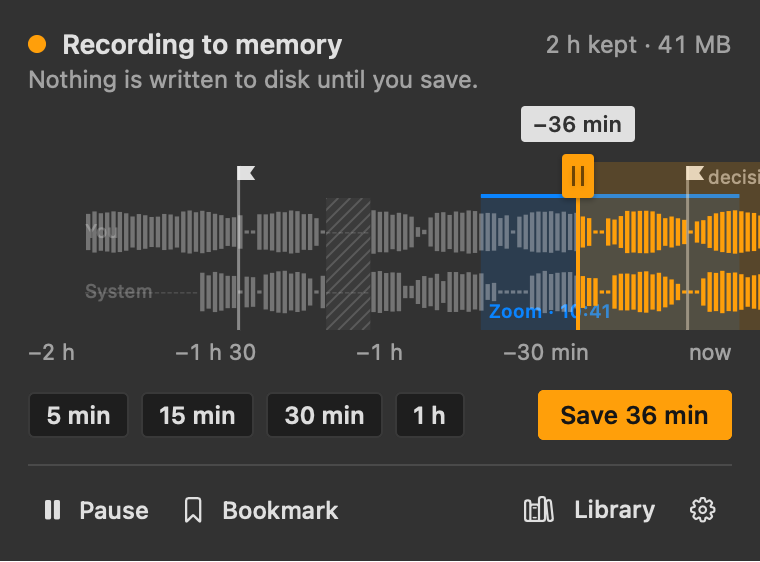 Recording to memory
2 h kept · 41 MB
Nothing is written to disk until you save.
−36 min
decisi
You
System
Zoom · 10:41
−2 h
−1 h 30
−1 h
−30 min
now
5 min
15 min
30 min
1 h
Save 36 min
Pause
Bookmark
Library